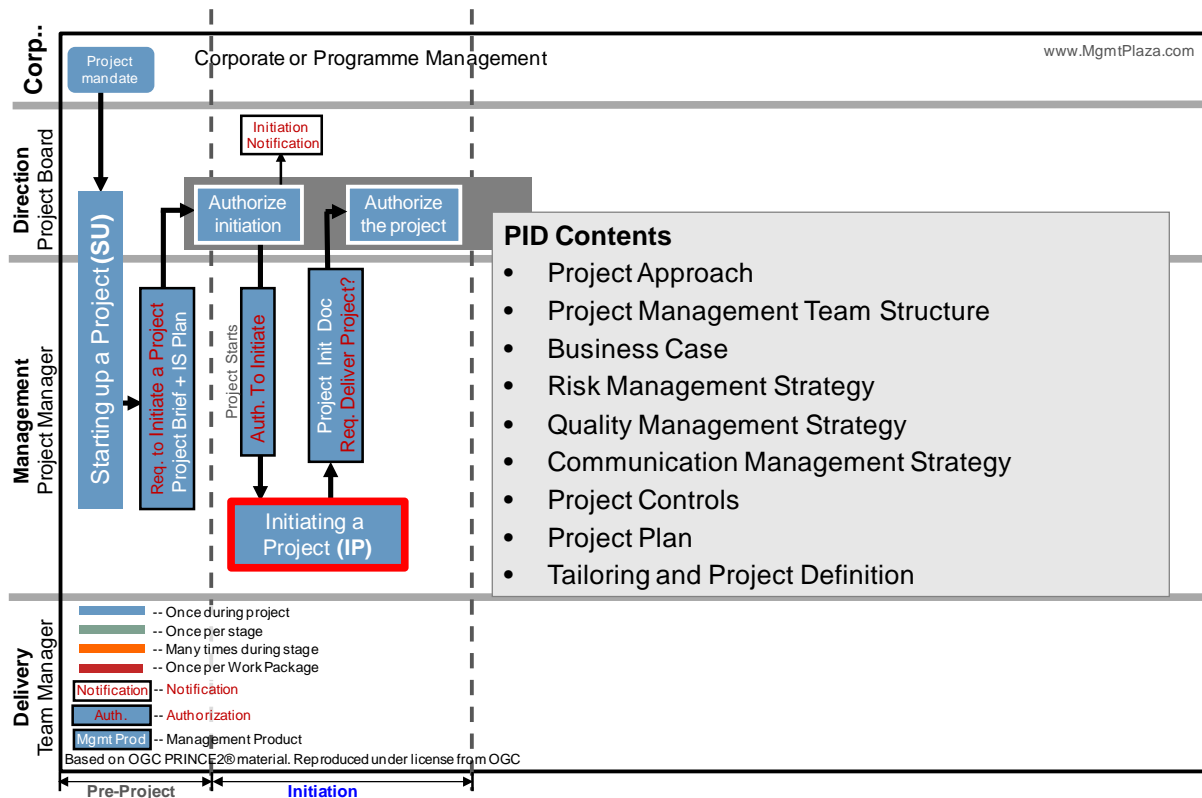 Corp..
Project
mandate
Corporate or Programme Management
www.MgmtPlaza.com
Direction
Project Board
Initiation
Notification
Authorize
initiation
Authorize
the project
Starting up a Project (SU)
Management
Project Manager
Req. to Initiate a Project
Project Brief + IS Plan
Project Starts
Auth. To Initiate
Project Init Doc
Req. Deliver Project?
Initiating a
Project (IP)
PID Contents
• Project Approach
• Project Management Team Structure
• Business Case
• Risk Management Strategy
• Quality Management Strategy
• Communication Management Strategy
• Project Controls
• Project Plan
• Tailoring and Project Definition
Delivery
Team Manager
-- Once during project
-- Once per stage
-- Many times during stage
-- Once per Work Package
Notification -- Notification
Auth. -- Authorization
Mgmt Prod -- Management Product
Based on OGC PRINCE2® material. Reproduced under license from OGC
Pre-Project
Initiation